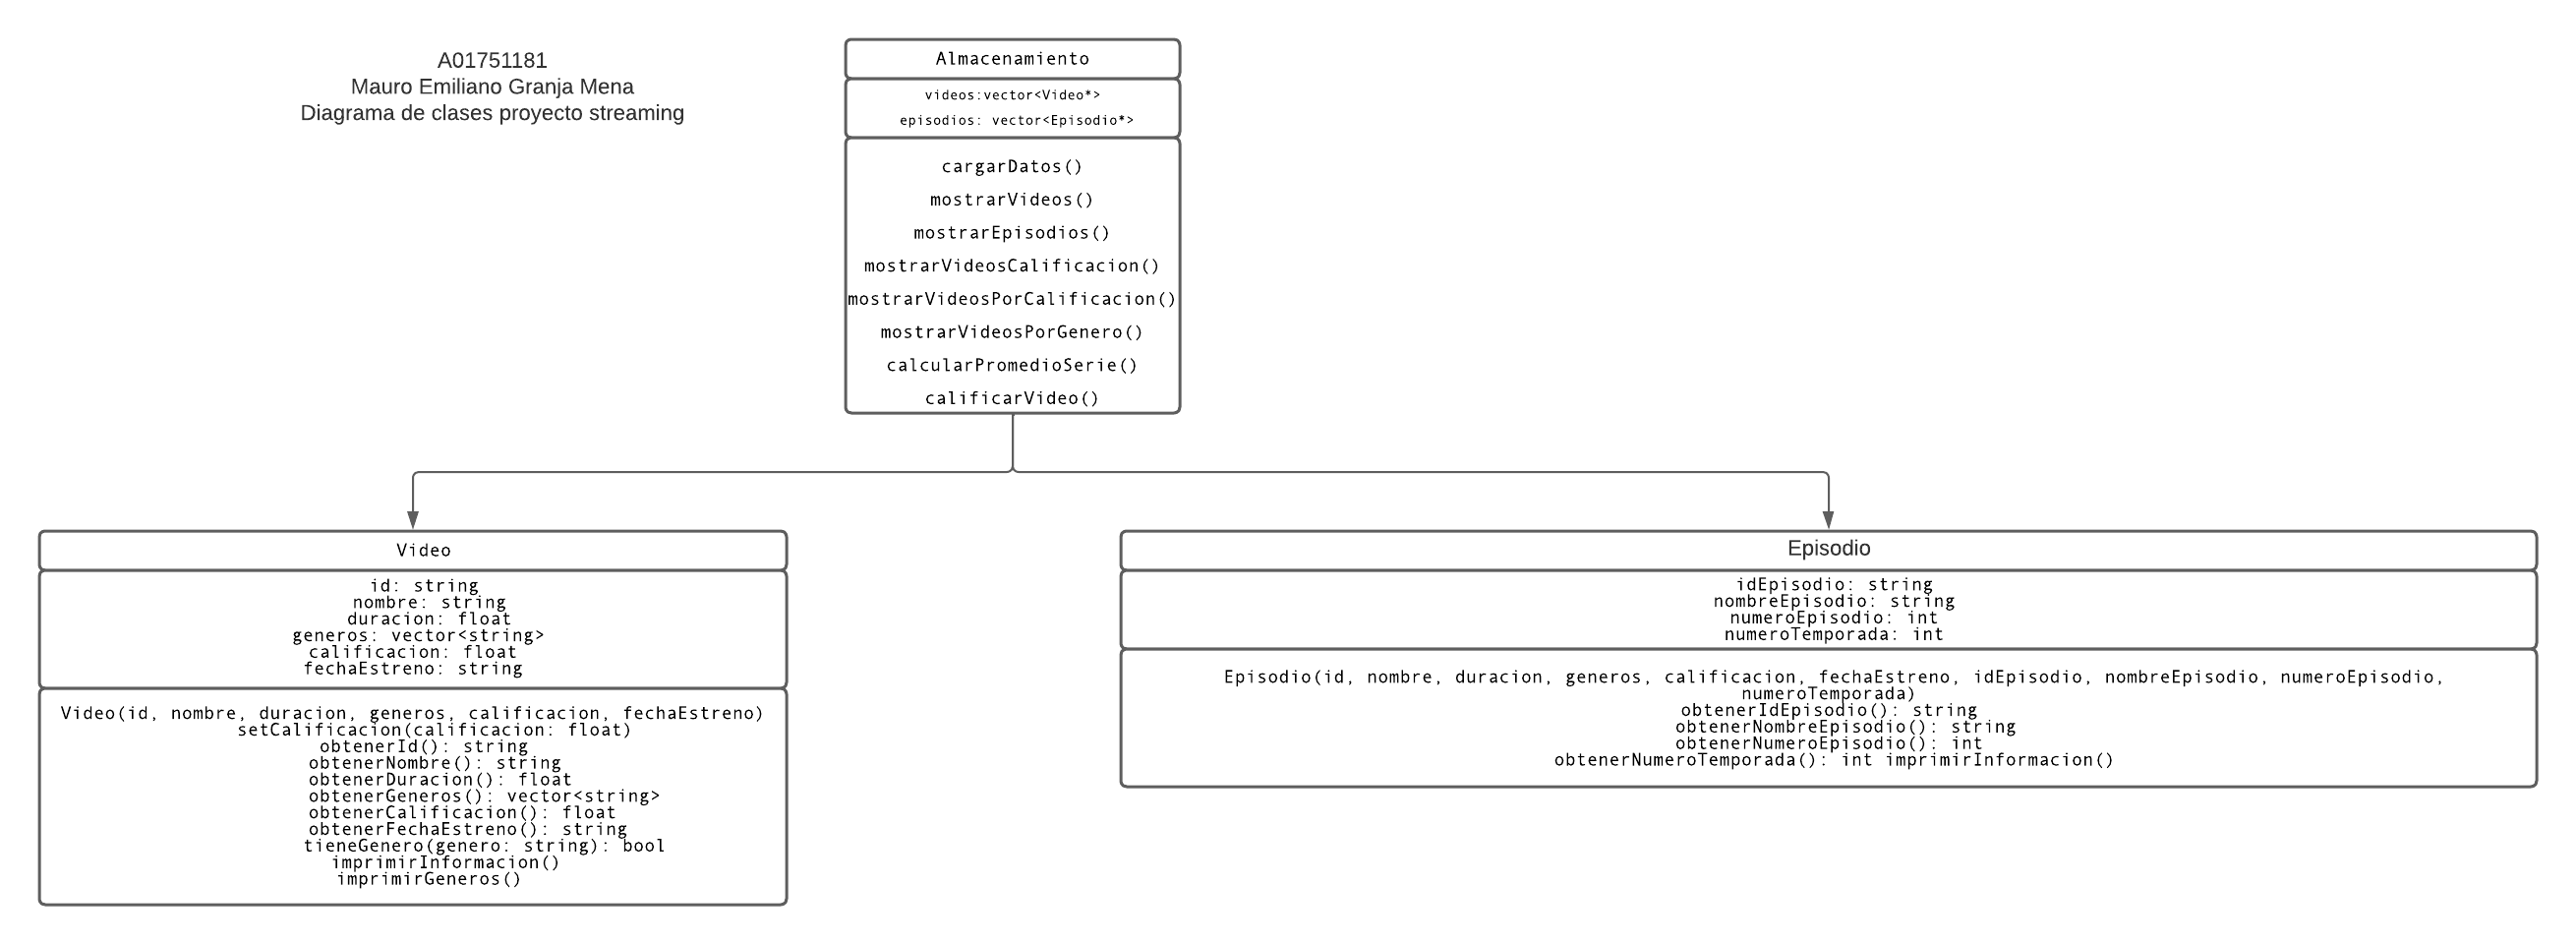 A01751181
Mauro Emiliano Granja Mena
Diagrama de clases proyecto streaming
Almacenamiento
videos:vector<Video*>
episodios: vector<Episodio*>
cargarDatos()
mostrarVideos()
mostrarEpisodios()
mostrarVideosCalificacion()
mostrarVideosPorCalificacion()
mostrarVideosPorGenero()
calcularPromedioSerie()
calificarVideo()
Video
id: string
nombre: string
duracion: float
generos: vector<string>
calificacion: float
fechaEstreno: string
Video(id, nombre, duracion, generos, calificacion, fechaEstreno)
setCalificacion(calificacion: float)
obtenerId(): string
obtenerNombre(): string
obtenerDuracion(): float
obtenerGeneros(): vector<string>
obtenerCalificacion(): float
obtenerFechaEstreno(): string
tieneGenero(genero: string): bool
imprimirInformacion()
imprimirGeneros()
Episodio
idEpisodio: string
nombreEpisodio: string
numeroEpisodio: int
numeroTemporada: int
Episodio(id, nombre, duracion, generos, calificacion, fechaEstreno, idEpisodio, nombreEpisodio, numeroEpisodio,
numeroTemporada)
obtenerIdEpisodio(): string
obtenerNombreEpisodio(): string
obtenerNumeroEpisodio(): int
obtenerNumeroTemporada(): int imprimirInformacion()